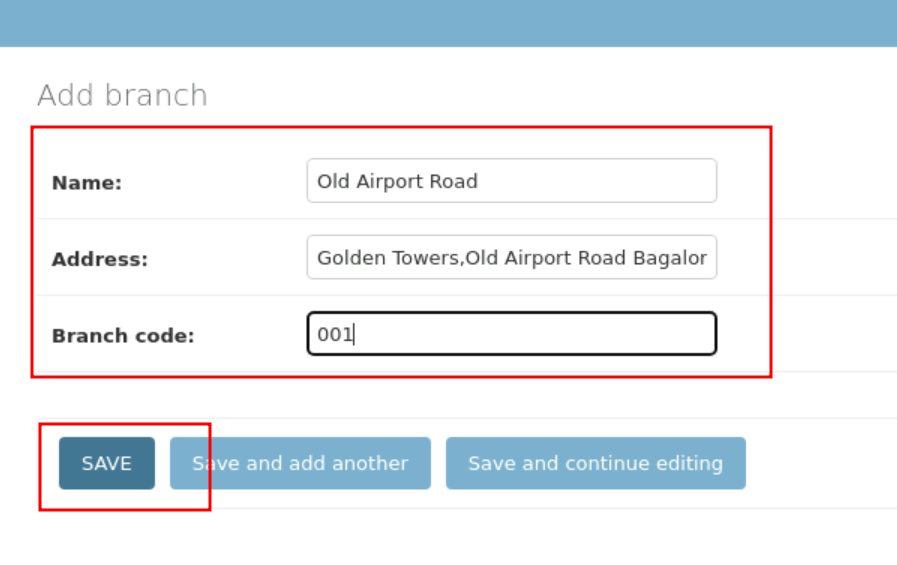 Add branch
Name: Old Airport Road
Address: Golden Towers,Old Airport Road Bagalor
Branch code: 001
SAVE Save and add another Save and continue editing